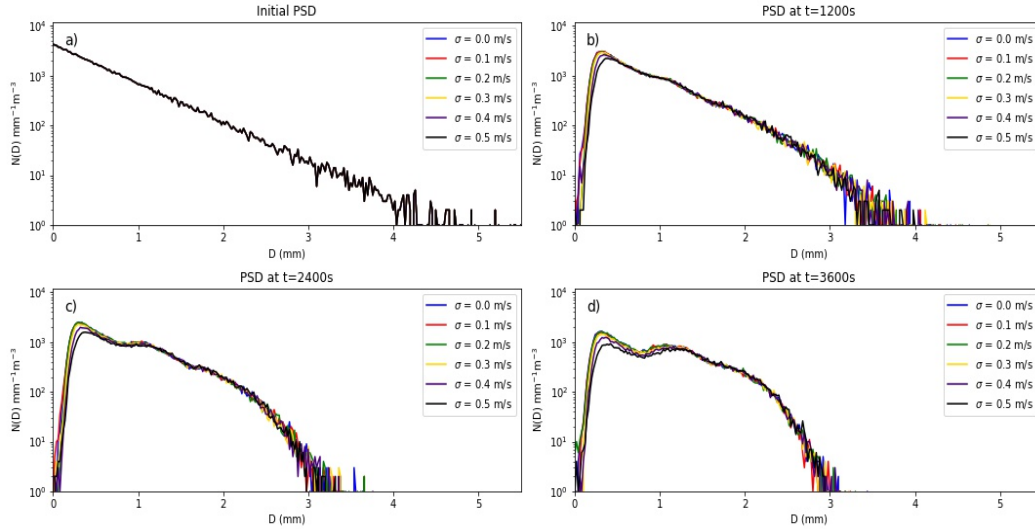 Initial PSD
a)
N(D) mm⁻¹m⁻³
10⁴
10³
10²
10¹
10⁰
0 1 2 3 4 5
D (mm)
σ = 0.0 m/s
σ = 0.1 m/s
σ = 0.2 m/s
σ = 0.3 m/s
σ = 0.4 m/s
σ = 0.5 m/s
PSD at t=1200s
b)
N(D) mm⁻¹m⁻³
10⁴
10³
10²
10¹
10⁰
0 1 2 3 4 5
D (mm)
σ = 0.0 m/s
σ = 0.1 m/s
σ = 0.2 m/s
σ = 0.3 m/s
σ = 0.4 m/s
σ = 0.5 m/s
PSD at t=2400s
c)
N(D) mm⁻¹m⁻³
10⁴
10³
10²
10¹
10⁰
0 1 2 3 4 5
D (mm)
σ = 0.0 m/s
σ = 0.1 m/s
σ = 0.2 m/s
σ = 0.3 m/s
σ = 0.4 m/s
σ = 0.5 m/s
PSD at t=3600s
d)
N(D) mm⁻¹m⁻³
10⁴
10³
10²
10¹
10⁰
0 1 2 3 4 5
D (mm)
σ = 0.0 m/s
σ = 0.1 m/s
σ = 0.2 m/s
σ = 0.3 m/s
σ = 0.4 m/s
σ = 0.5 m/s